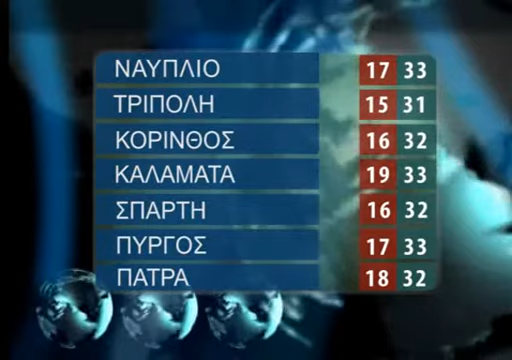 ΝΑΥΠΛΙΟ 17 33
ΤΡΙΠΟΛΗ 15 31
ΚΟΡΙΝΘΟΣ 16 32
ΚΑΛΑΜΑΤΑ 19 33
ΣΠΑΡΤΗ 16 32
ΠΥΡΓΟΣ 17 33
ΠΑΤΡΑ 18 32